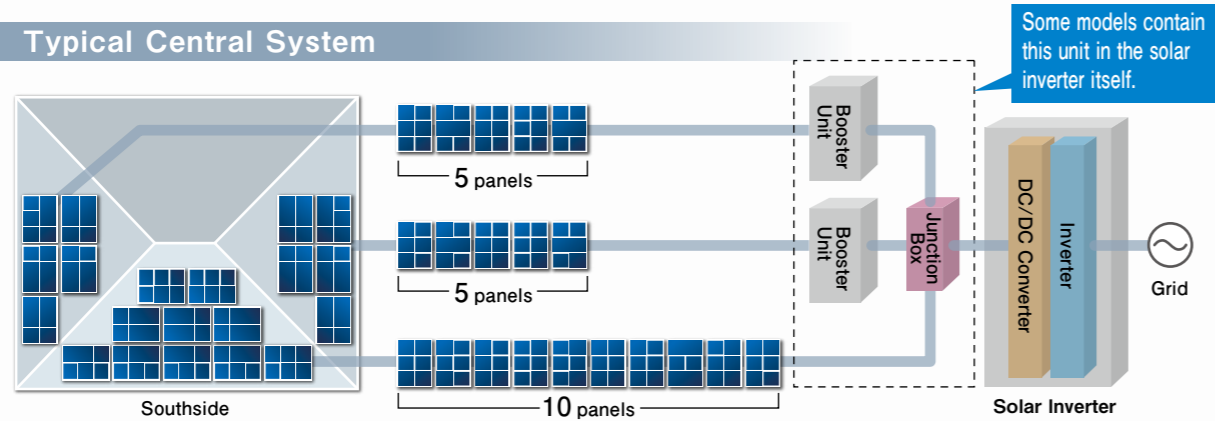 Typical Central System
Some models contain
this unit in the solar
inverter itself.
5 panels
Booster
Unit
5 panels
Booster
Unit
Junction
Box
DC/DC Converter
Inverter
Grid
10 panels
Southside
Solar Inverter